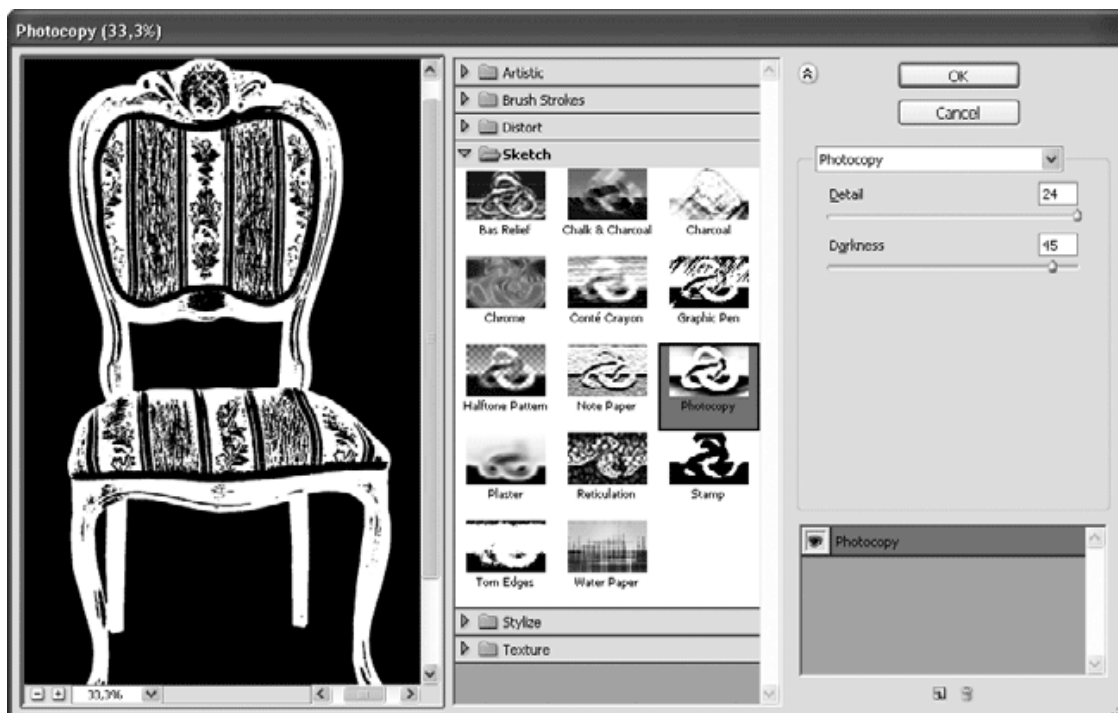 Photocopy (33,3%)
Artistic
Brush Strokes
Distort
Sketch
Bas Relief Chalk & Charcoal Charcoal
Chrome Conté Crayon Graphic Pen
Halftone Pattern Note Paper Photocopy
Plaster Reticulation Stamp
Torn Edges Water Paper
Stylize
Texture
33,3%
OK
Cancel
Photocopy
Detail 24
Darkness 45
Photocopy